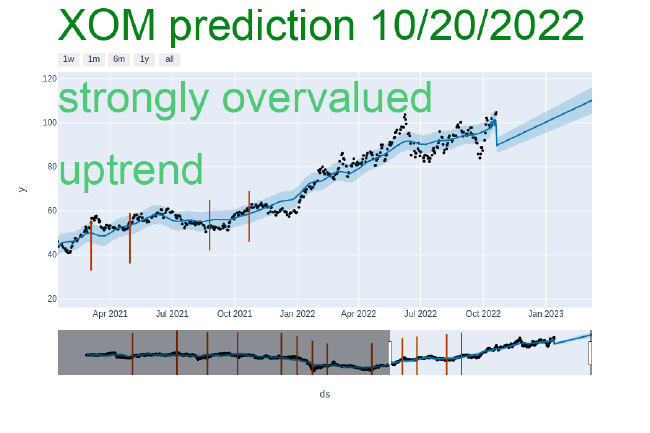 XOM prediction 10/20/2022
1w 1m 6m 1y all
120
strongly overvalued
100
80
uptrend
60
40
20
y
Apr 2021 Jul 2021 Oct 2021 Jan 2022 Apr 2022 Jul 2022 Oct 2022 Jan 2023
ds